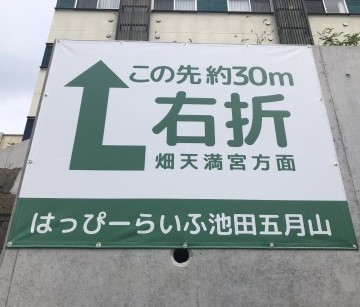 この先 約30m
右折
畑天満宮方面
はっぴーらいふ池田五月山